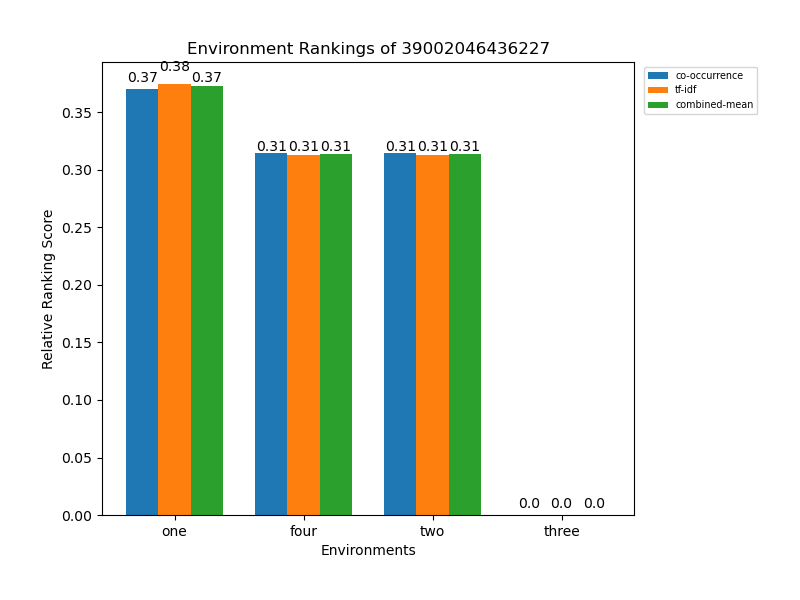 Environment Rankings of 39002046436227
co-occurrence
tf-idf
combined-mean
0.37 0.38 0.37
0.31 0.31 0.31
0.31 0.31 0.31
0.0 0.0 0.0
0.35
0.30
0.25
0.20
0.15
0.10
0.05
0.00
Relative Ranking Score
one four two three
Environments